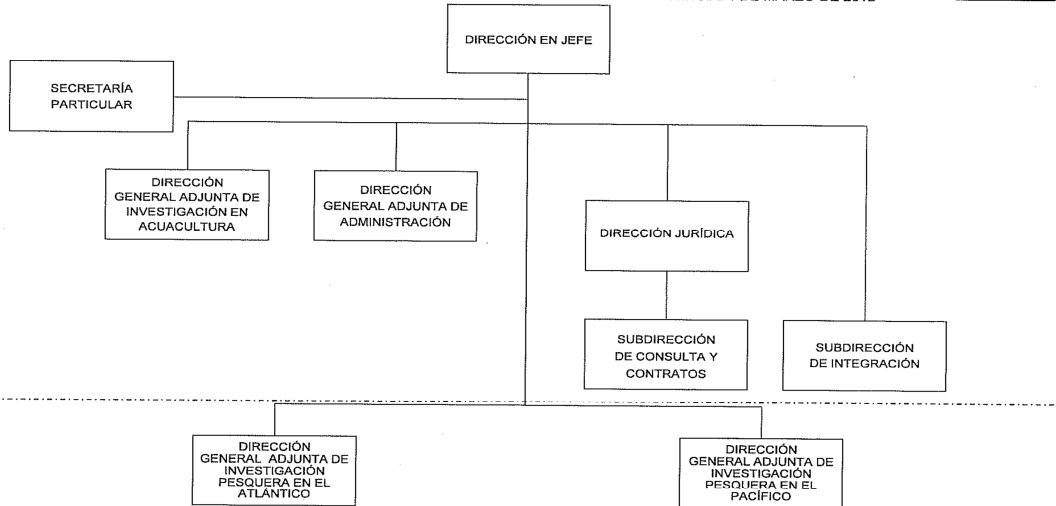 DIRECCIÓN EN JEFE
SECRETARÍA
PARTICULAR
DIRECCIÓN
GENERAL ADJUNTA DE
INVESTIGACIÓN EN
ACUACULTURA
DIRECCIÓN
GENERAL ADJUNTA DE
ADMINISTRACIÓN
DIRECCIÓN JURÍDICA
SUBDIRECCIÓN
DE CONSULTA Y
CONTRATOS
SUBDIRECCIÓN
DE INTEGRACIÓN
DIRECCIÓN
GENERAL ADJUNTA DE
INVESTIGACIÓN
PESQUERA EN EL
ATLÁNTICO
DIRECCIÓN
GENERAL ADJUNTA DE
INVESTIGACIÓN
PESQUERA EN EL
PACÍFICO